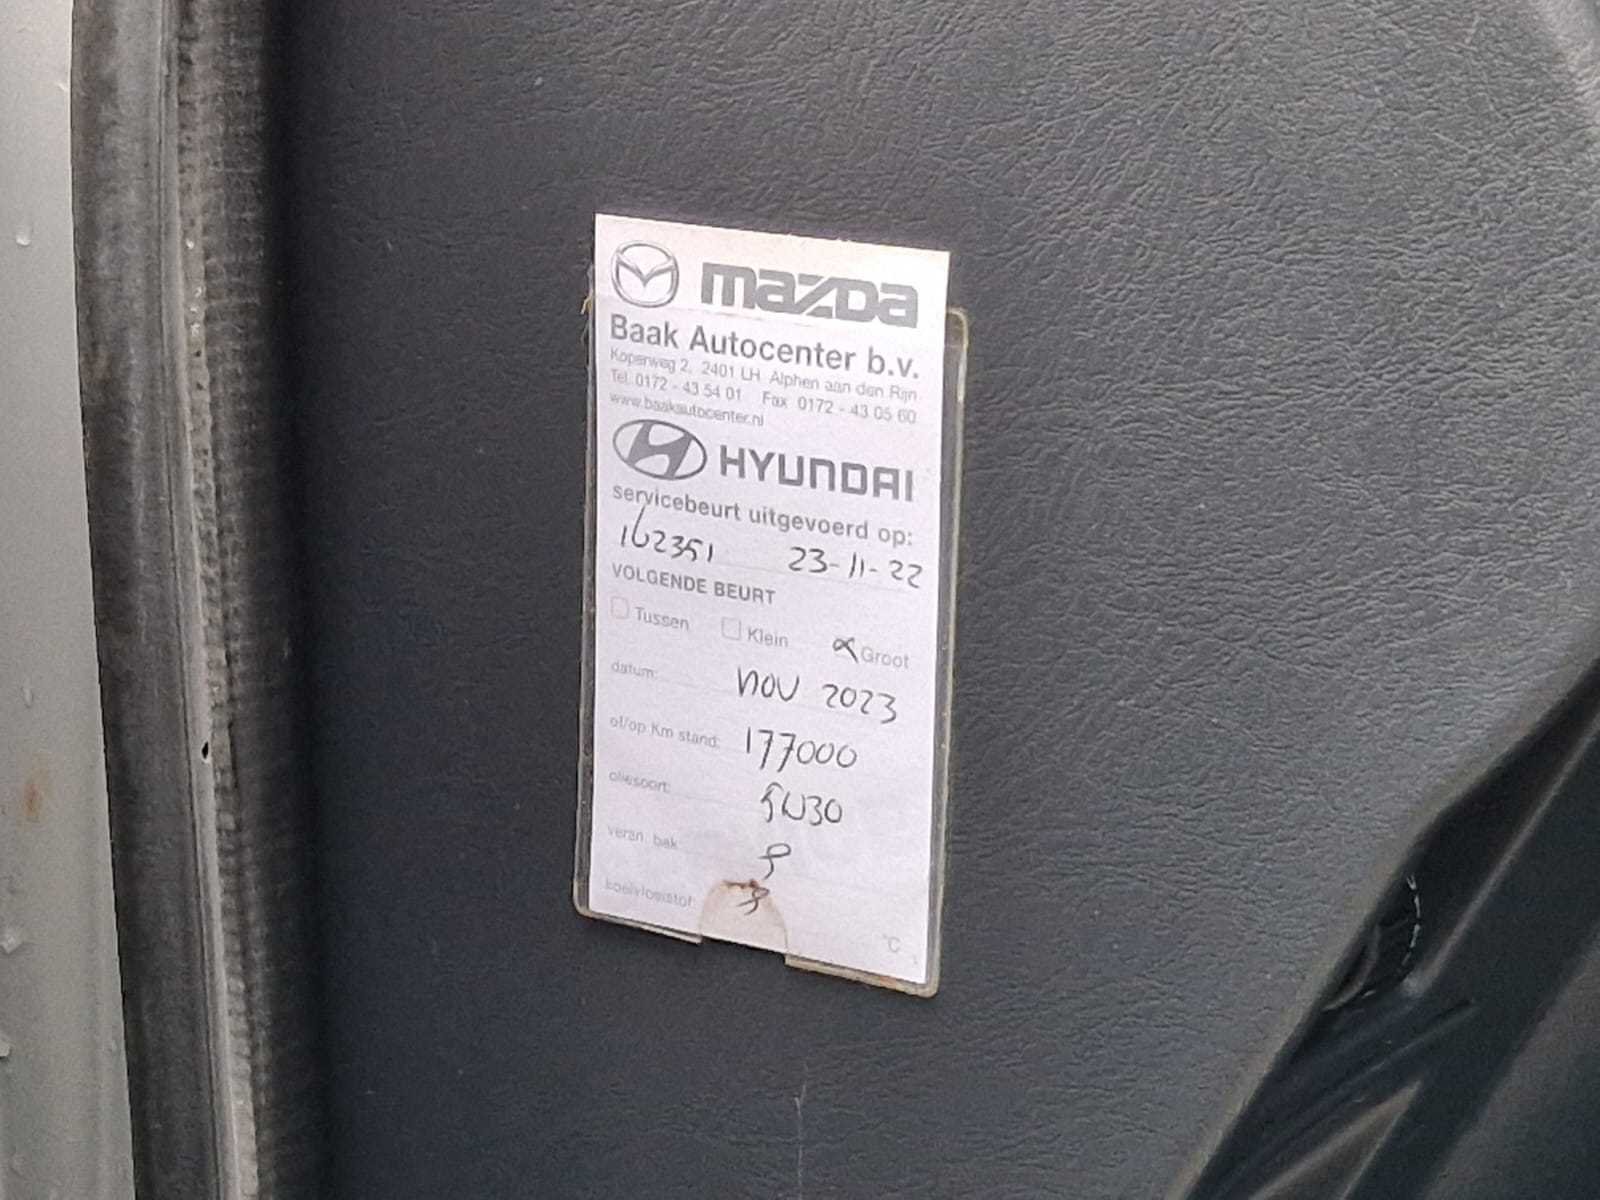 mazda
Baak Autocenter b.v.
Koperweg 2, 2401 LH Alphen aan den Rijn
Tel. 0172 - 43 54 01 Fax 0172 - 43 05 60
www.baakautocenter.nl
HYUNDAI
Servicebeurt uitgevoerd op:
162351 23-11-22
VOLGENDE BEURT
Tussen Klein Groot
datum: nov 2023
of/op Km stand: 177000
oliesoort: 5W30
veran. bak
koelvloeistof: °C